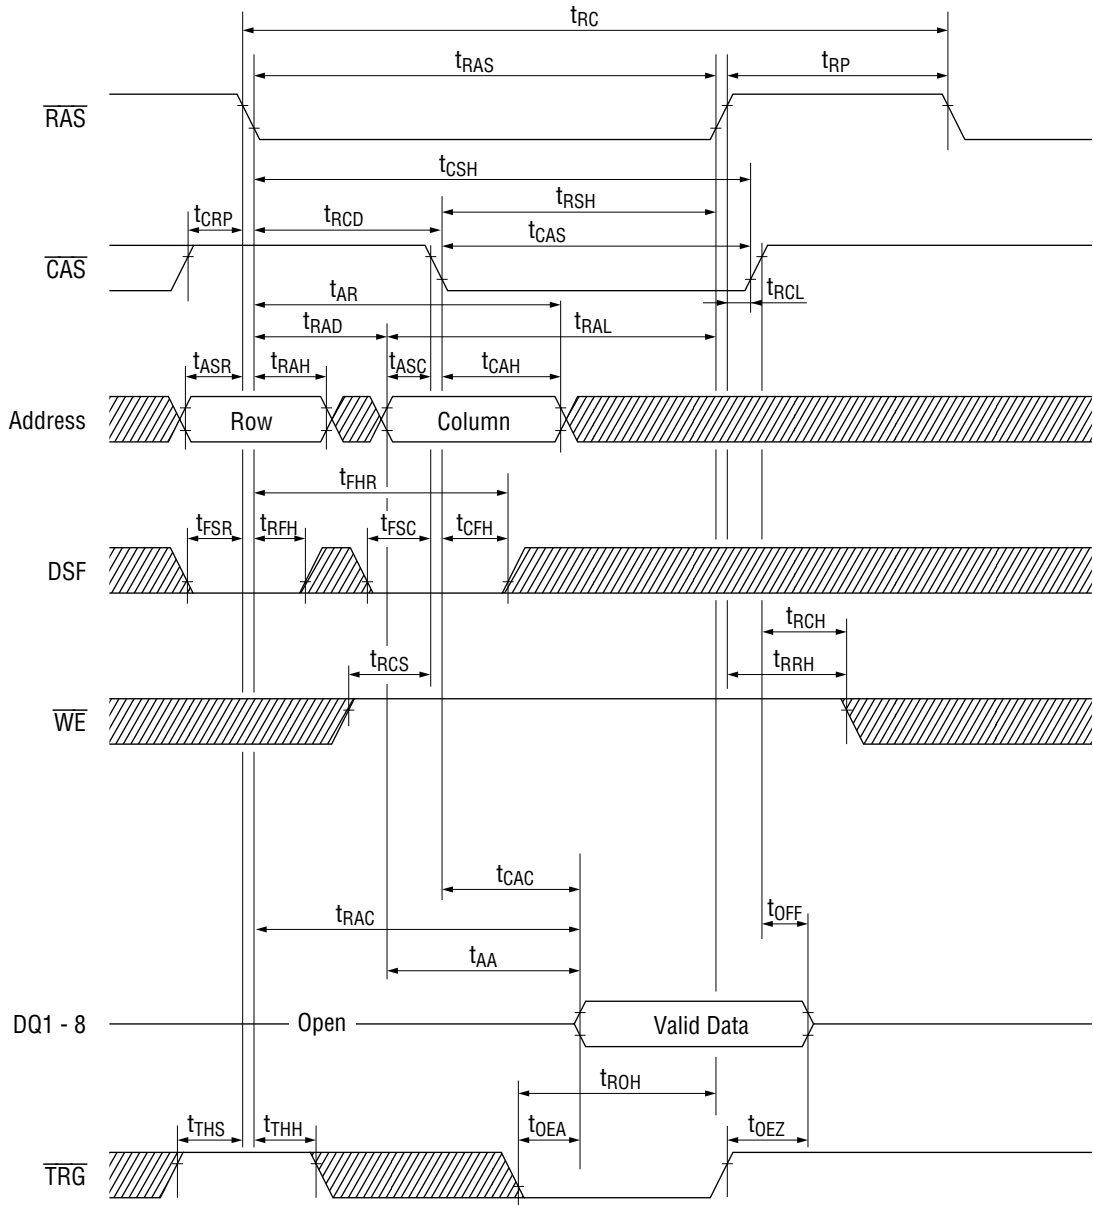 tRC
tRAS
tRP
RAS
tCSH
tRSH
tCRP
tRCD
tCAS
CAS
tRCL
tAR
tRAD
tRAL
tASR
tRAH
tASC
tCAH
Address
Row
Column
tFHR
tFSR
tRFH
tFSC
tCFH
DSF
tRCH
tRCS
tRRH
WE
tCAC
tOFF
tRAC
tAA
DQ1 - 8
Open
Valid Data
tROH
tTHS
tTHH
tOEA
tOEZ
TRG